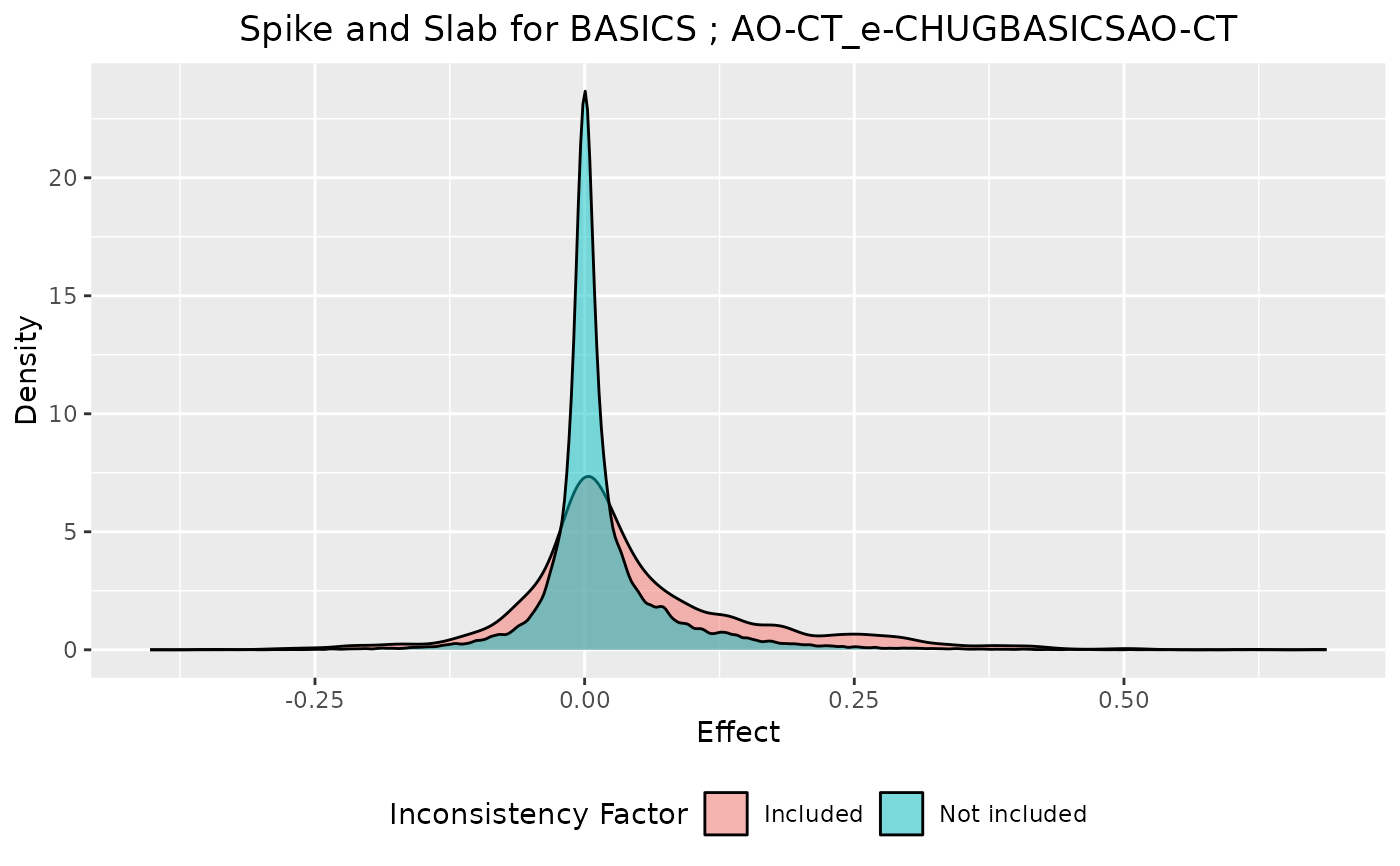 Spike and Slab for BASICS ; AO-CT_e-CHUGBASICSAO-CT
Density
20
15
10
5
0
-0.25 0.00 0.25 0.50
Effect
Inconsistency Factor Included Not included